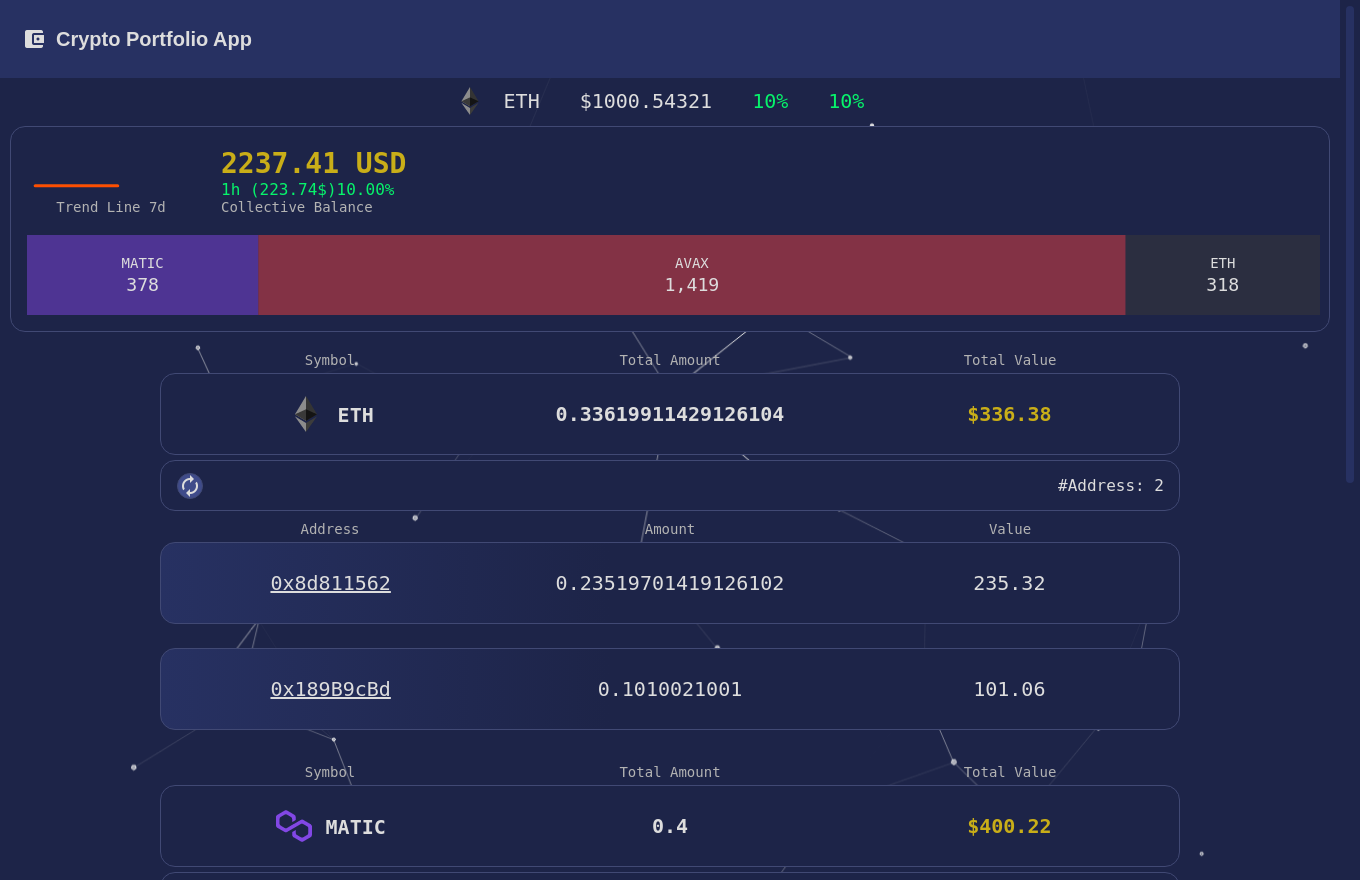 Crypto Portfolio App
ETH $1000.54321 10% 10%
2237.41 USD
1h (223.74$)10.00%
Trend Line 7d
Collective Balance
MATIC
378
AVAX
1,419
ETH
318
Symbol Total Amount Total Value
ETH 0.33619911429126104 $336.38
#Address: 2
Address Amount Value
0x8d811562 0.23519701419126102 235.32
0x189B9cBd 0.1010021001 101.06
Symbol Total Amount Total Value
MATIC 0.4 $400.22